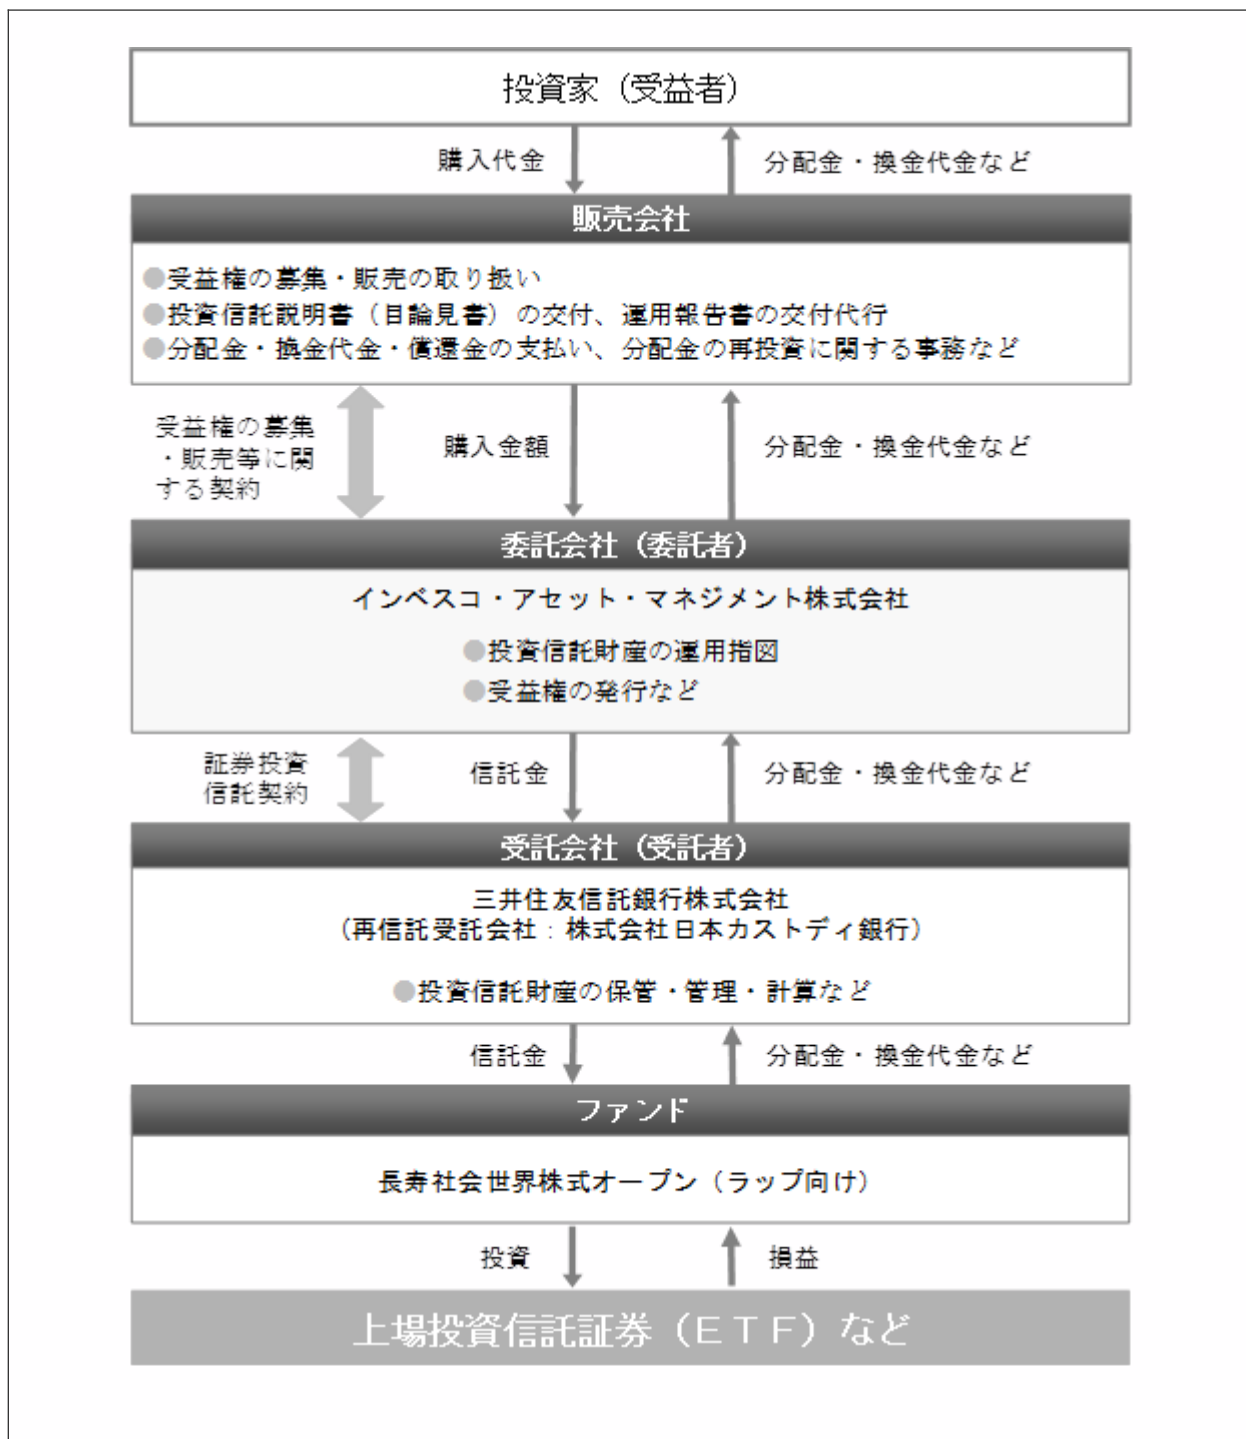 投資家（受益者）
購入代金
分配金・換金代金など
販売会社
●受益権の募集・販売の取り扱い
●投資信託説明書（目論見書）の交付、運用報告書の交付代行
●分配金・換金代金・償還金の支払い、分配金の再投資に関する事務など
受益権の募集
・販売等に関
する契約
購入金額
分配金・換金代金など
委託会社（委託者）
インベスコ・アセット・マネジメント株式会社
●投資信託財産の運用指図
●受益権の発行など
証券投資
信託契約
信託金
分配金・換金代金など
受託会社（受託者）
三井住友信託銀行株式会社
（再信託受託会社：株式会社日本カストディ銀行）
●投資信託財産の保管・管理・計算など
信託金
分配金・換金代金など
ファンド
長寿社会世界株式オープン（ラップ向け）
投資
損益
上場投資信託証券（ＥＴＦ）など